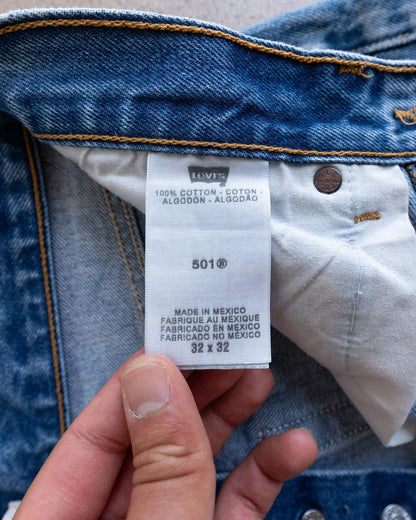 LEVI'S
100% COTTON - COTON -
ALGODÓN - ALGODÃO
501®
MADE IN MEXICO
FABRIQUE AU MEXIQUE
FABRICADO EN MEXICO
FABRICADO NO MEXICO
32 x 32